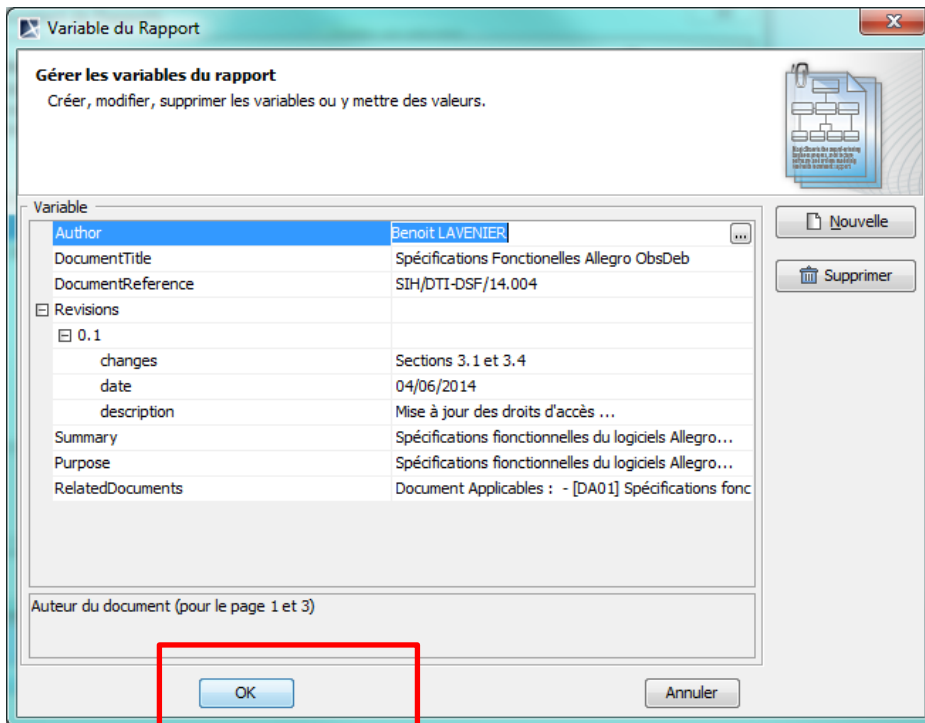 Variable du Rapport
Gérer les variables du rapport
Créer, modifier, supprimer les variables ou y mettre des valeurs.
Variable
Author Benoit LAVENIER ...
DocumentTitle Spécifications Fonctionelles Allegro ObsDeb
DocumentReference SIH/DTI-DSF/14.004
Revisions
0.1
changes Sections 3.1 et 3.4
date 04/06/2014
description Mise à jour des droits d'accès ...
Summary Spécifications fionctionnelles du logiciels Allegro...
Purpose Spécifications fionctionnelles du logiciels Allegro...
RelatedDocuments Document Applicables : - [DA01] Spécifications fonc
Nouvelle
Supprimer
Auteur du document (pour le page 1 et 3)
OK Annuler